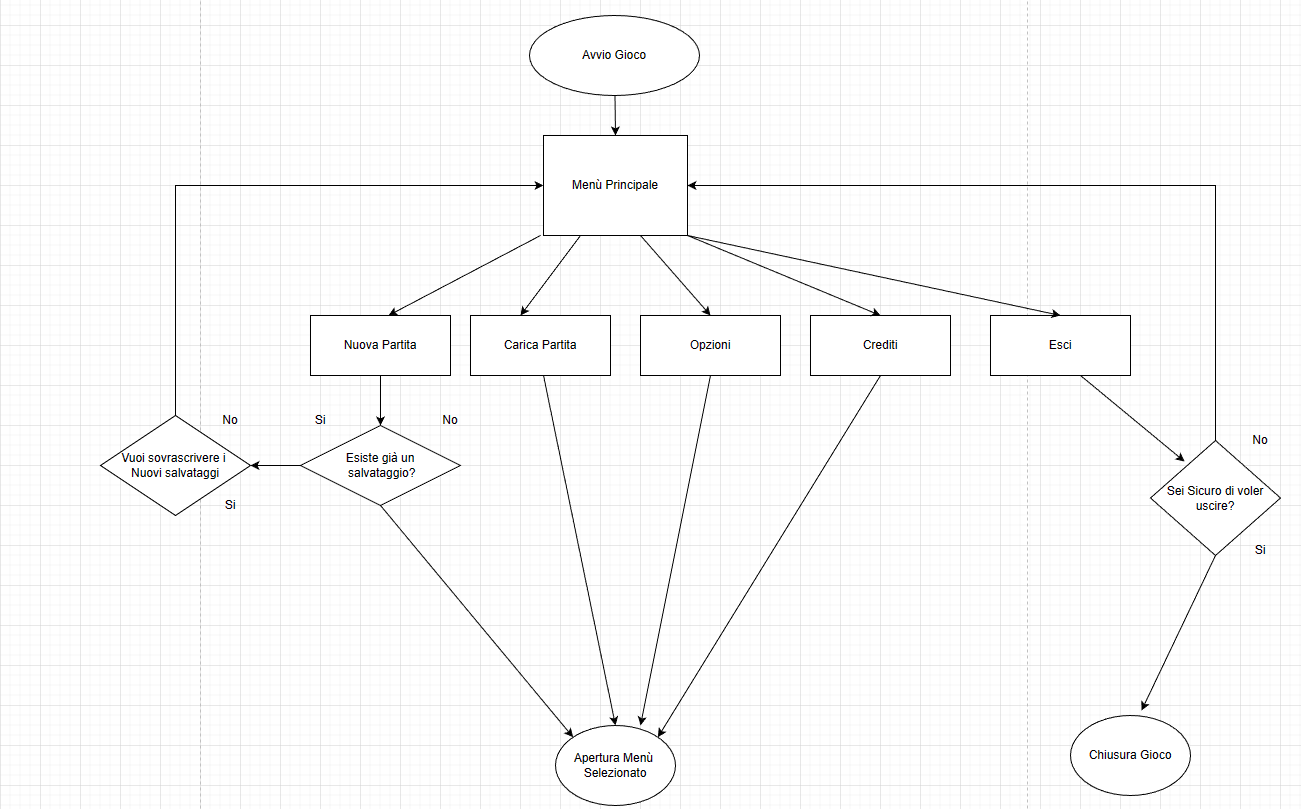 Avvio Gioco
Menù Principale
Nuova Partita
Carica Partita
Opzioni
Crediti
Esci
No
Si
No
Vuoi sovrascrivere i
Nuovi salvataggi
Esiste già un
salvataggio?
Si
No
Sei Sicuro di voler
uscire?
Si
Apertura Menù
Selezionato
Chiusura Gioco